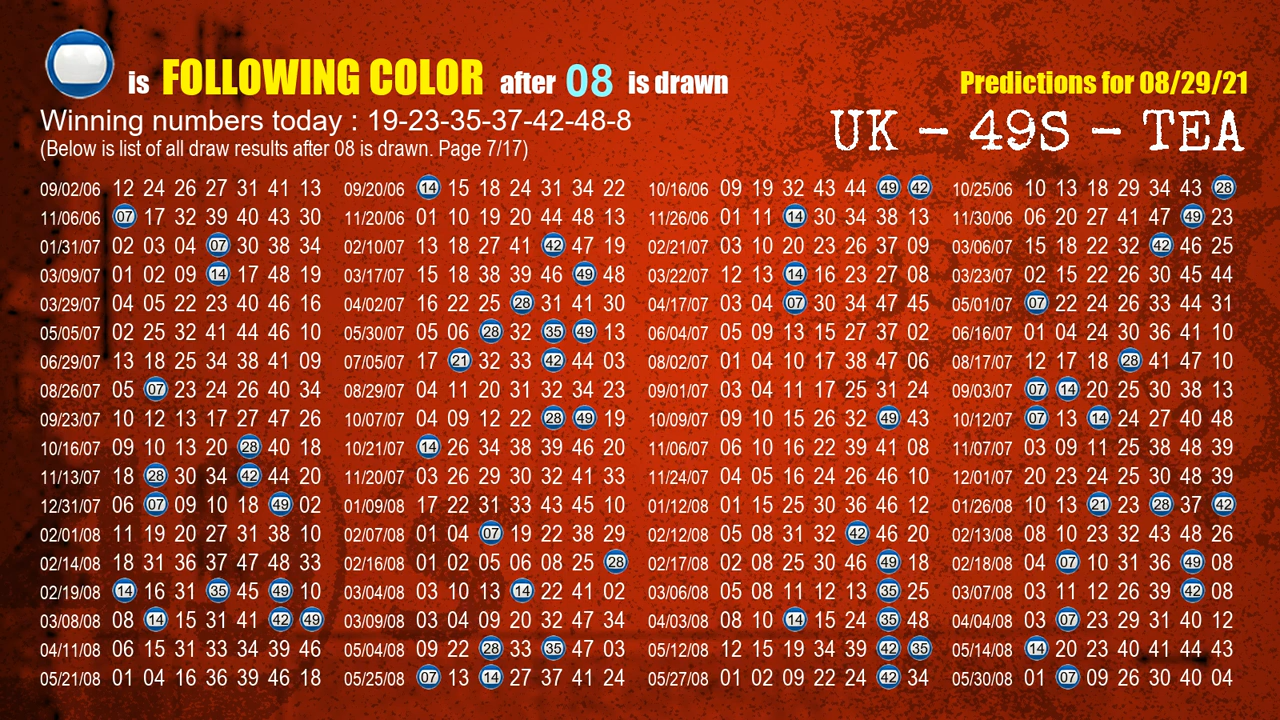 is FOLLOWING COLOR after 08 is drawn
Predictions for 08/29/21
Winning numbers today : 19-23-35-37-42-48-8
UK - 49S - TEA
(Below is list of all draw results after 08 is drawn. Page 7/17)
09/02/06 12 24 26 27 31 41 13 09/20/06 14 15 18 24 31 34 22 10/16/06 09 19 32 43 44 49 42 10/25/06 10 13 18 29 34 43 28
11/06/06 07 17 32 39 40 43 30 11/20/06 01 10 19 20 44 48 13 11/26/06 01 11 14 30 34 38 13 11/30/06 06 20 27 41 47 49 23
01/31/07 02 03 04 07 30 38 34 02/10/07 13 18 27 41 42 47 19 02/21/07 03 10 20 23 26 37 09 03/06/07 15 18 22 32 42 46 25
03/09/07 01 02 09 14 17 48 19 03/17/07 15 18 38 39 46 49 48 03/22/07 12 13 14 16 23 27 08 03/23/07 02 15 22 26 30 45 44
03/29/07 04 05 22 23 40 46 16 04/02/07 16 22 25 28 31 41 30 04/17/07 03 04 07 30 34 47 45 05/01/07 07 22 24 26 33 44 31
05/05/07 02 25 32 41 44 46 10 05/30/07 05 06 28 32 35 49 13 06/04/07 05 09 13 15 27 37 02 06/16/07 01 04 24 30 36 41 10
06/29/07 13 18 25 34 38 41 09 07/05/07 17 21 32 33 42 44 03 08/02/07 01 04 10 17 38 47 06 08/17/07 12 17 18 28 41 47 10
08/26/07 05 07 23 24 26 40 34 08/29/07 04 11 20 31 32 34 23 09/01/07 03 04 11 17 25 31 24 09/03/07 07 14 20 25 30 38 13
09/23/07 10 12 13 17 27 47 26 10/07/07 04 09 12 22 28 49 19 10/09/07 09 10 15 26 32 49 43 10/12/07 07 13 14 24 27 40 48
10/16/07 09 10 13 20 28 40 18 10/21/07 14 26 34 38 39 46 20 11/06/07 06 10 16 22 39 41 08 11/07/07 03 09 11 25 38 48 39
11/13/07 18 28 30 34 42 44 20 11/20/07 03 26 29 30 32 41 33 11/24/07 04 05 16 24 26 46 10 12/01/07 20 23 24 25 30 48 39
12/31/07 06 07 09 10 18 49 02 01/09/08 17 22 31 33 43 45 10 01/12/08 01 15 25 30 36 46 12 01/26/08 10 13 21 23 28 37 42
02/01/08 11 19 20 27 31 38 10 02/07/08 01 04 07 19 22 38 29 02/12/08 05 08 31 32 42 46 20 02/13/08 08 10 23 32 43 48 26
02/14/08 18 31 36 37 47 48 33 02/16/08 01 02 05 06 08 25 28 02/17/08 02 08 25 30 46 49 18 02/18/08 04 07 10 31 36 49 08
02/19/08 14 16 31 35 45 49 10 03/04/08 03 10 13 14 22 41 02 03/06/08 05 08 11 12 13 35 25 03/07/08 03 11 12 26 39 42 08
03/08/08 08 14 15 31 41 42 49 03/09/08 03 04 09 20 32 47 34 04/03/08 08 10 14 15 24 35 48 04/04/08 03 07 23 29 31 40 12
04/11/08 06 15 31 33 34 39 46 05/04/08 09 22 28 33 35 47 03 05/12/08 12 15 19 34 39 42 35 05/14/08 14 20 23 40 41 44 43
05/21/08 01 04 16 36 39 46 18 05/25/08 07 13 14 27 37 41 24 05/27/08 01 02 09 22 24 42 34 05/30/08 01 07 09 26 30 40 04